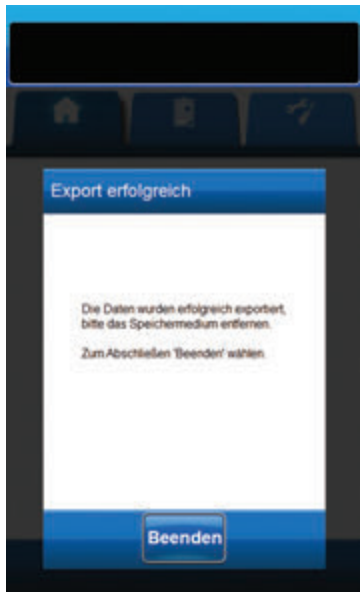 Export erfolgreich
Die Daten wurden erfolgreich exportiert,
bitte das Speichermedium entfernen.
Zum Abschließen 'Beenden' wählen.
Beenden